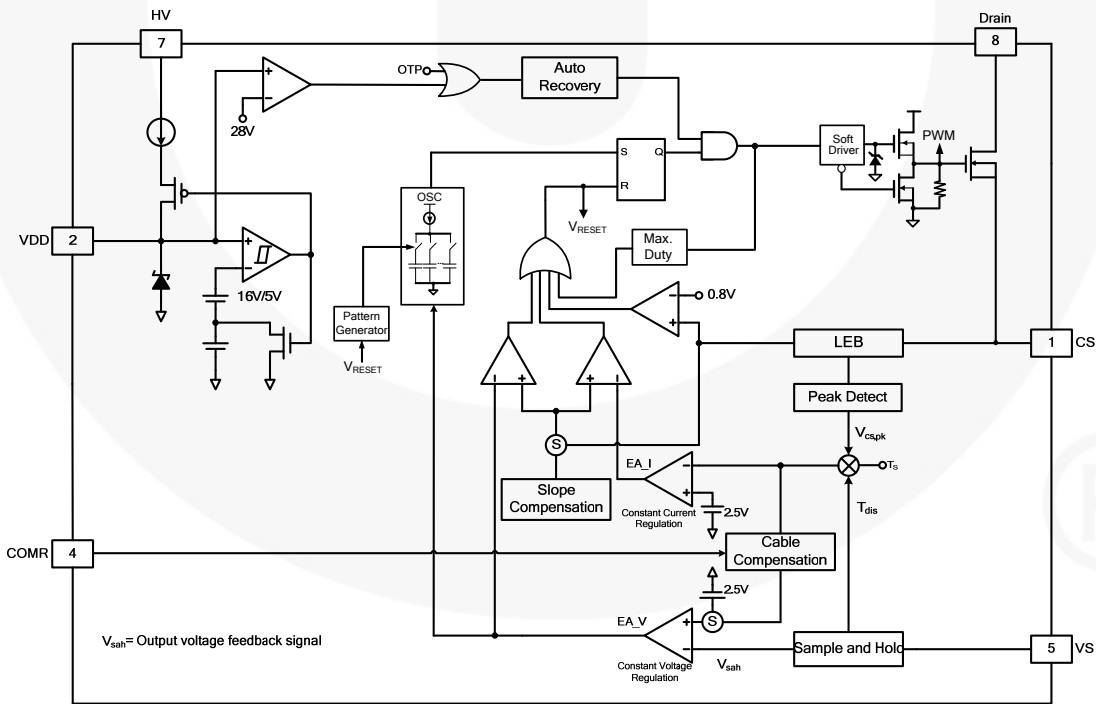 HV
7
Drain
8
OTP
Auto
Recovery
+
−
28V
S
Q
R
Soft
Driver
PWM
OSC
VRESET
Max.
Duty
VDD
2
+
−
16V/5V
Pattern
Generator
VRESET
−
0.8V
+
LEB
1
CS
− +
+ −
Peak Detect
Vcs,pk
S
TS
EA_I
−
+
Slope
Compensation
Constant Current
Regulation
2.5V
Tdis
COMR
4
Cable
Compensation
2.5V
EA_V
+
S
−
Vsah= Output voltage feedback signal
Constant Voltage
Regulation
Vsah
Sample and Hold
5
VS